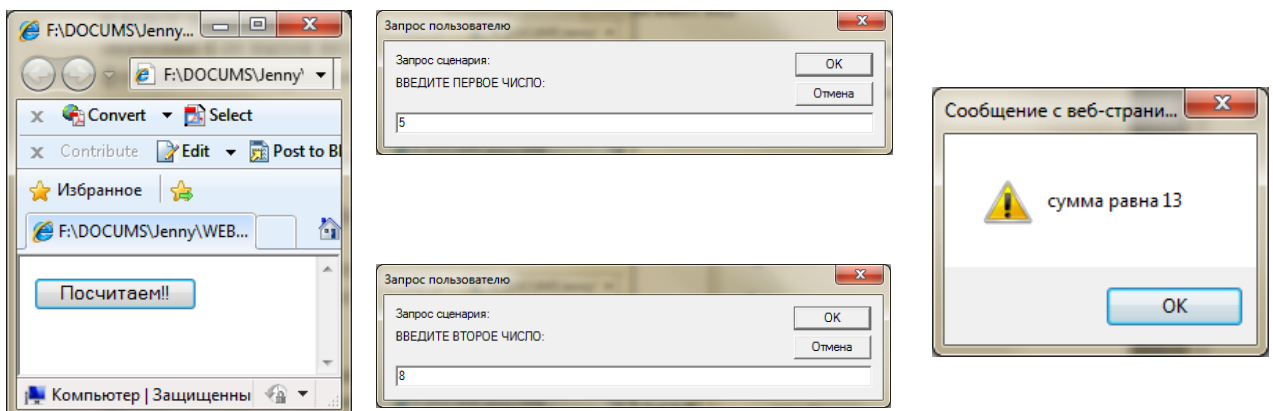 F:\DOCUMS\Jenny...
F:\DOCUMS\Jenny\
x Convert Select
x Contribute Edit Post to Bl
Избранное
F:\DOCUMS\Jenny\WEB...
Посчитаем!!
Компьютер | Защищенны
Запрос пользователю
Запрос сценария:
ВВЕДИТЕ ПЕРВОЕ ЧИСЛО:
OK
Отмена
5
Запрос пользователю
Запрос сценария:
ВВЕДИТЕ ВТОРОЕ ЧИСЛО:
OK
Отмена
8
Сообщение с веб-страни...
сумма равна 13
OK